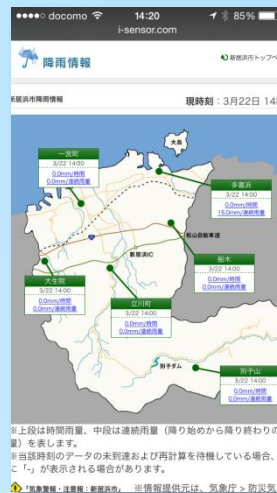 docomo 14:20 85%
i-sensor.com
降雨情報
新居浜市トップペ
新居浜市降雨情報 現時刻:3月22日 14
大島
一宮町
3/22 14:00
0.0mm/時間
0.0mm/連続雨量
多喜浜
3/22 14:00
0.0mm/時間
15.0mm/連続雨量
松山自動車道
船木
3/22 14:00
0.0mm/時間
0.0mm/連続雨量
新居浜IC
大生院
3/22 14:00
0.0mm/時間
0.0mm/連続雨量
立川町
3/22 14:00
0.0mm/時間
0.0mm/連続雨量
別子ダム
別子山
3/22 14:00
0.0mm/時間
0.0mm/連続雨量
※上段は時間雨量、中段は連続雨量(降り始めから降り終わりの
量)を表します。
※当該時刻のデータの未到達および再計算を待機している場合、
に「-」が表示される場合があります。
「気象警報・注意報:新居浜市」 ※情報提供元は、気象庁 > 防災気